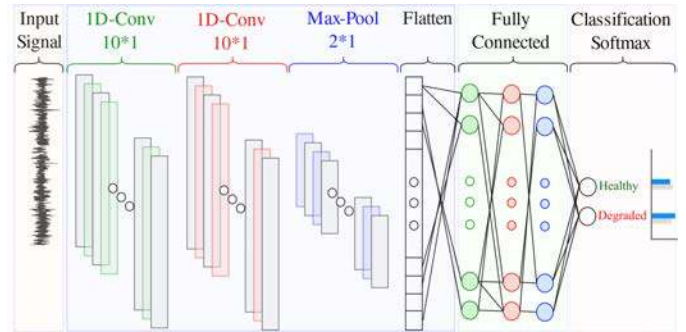 Input
Signal
1D-Conv
10*1
1D-Conv
10*1
Max-Pool
2*1
Flatten
Fully
Connected
Classification
Softmax
Healthy
Degraded